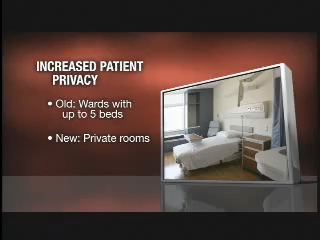 INCREASED PATIENT
PRIVACY
• Old: Wards with
up to 5 beds
• New: Private rooms